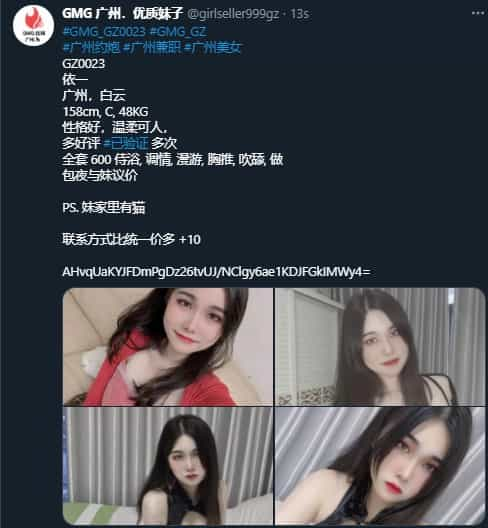 GMG 广州．优质妹子 @girlseller999gz · 13s
#GMG_GZ0023 #GMG_GZ
#广州约炮 #广州兼职 #广州美女
GZ0023
依一
广州，白云
158cm, C, 48KG
性格好，温柔可人，
多好评 #已验证 多次
全套 600 侍浴, 调情, 漫游, 胸推, 吹舔, 做
包夜与妹议价
PS. 妹家里有猫
联系方式比统一价多 +10
AHvqUaKYJFDmPgDz26tvUJ/NClgy6ae1KDJFGkIMWy4=